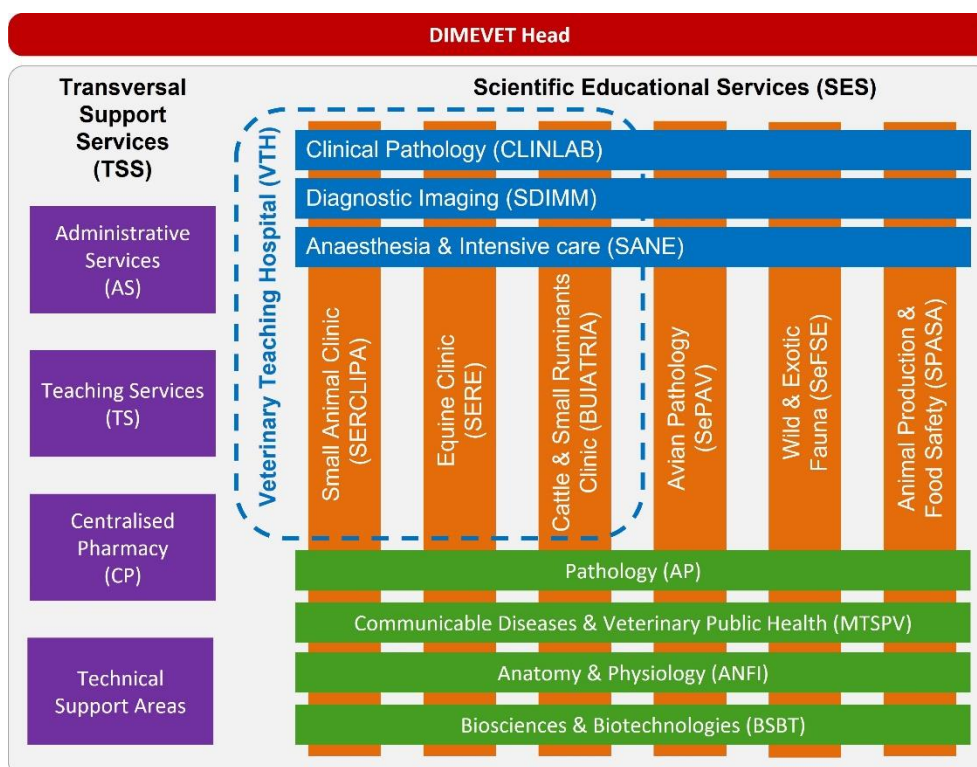 DIMEVET Head
Transversal
Support
Services
(TSS)
Administrative
Services
(AS)
Teaching Services
(TS)
Centralised
Pharmacy
(CP)
Technical
Support Areas
Scientific Educational Services (SES)
Veterinary Teaching Hospital (VTH)
Clinical Pathology (CLINLAB)
Diagnostic Imaging (SDIMM)
Anaesthesia & Intensive care (SANE)
Small Animal Clinic
(SERCLIPA)
Equine Clinic
(SERE)
Cattle & Small Ruminants
Clinic (BUIATRIA)
Avian Pathology
(SePAV)
Wild & Exotic
Fauna (SeFSE)
Animal Production &
Food Safety (SPASA)
Pathology (AP)
Communicable Diseases & Veterinary Public Health (MTSPV)
Anatomy & Physiology (ANFI)
Biosciences & Biotechnologies (BSBT)